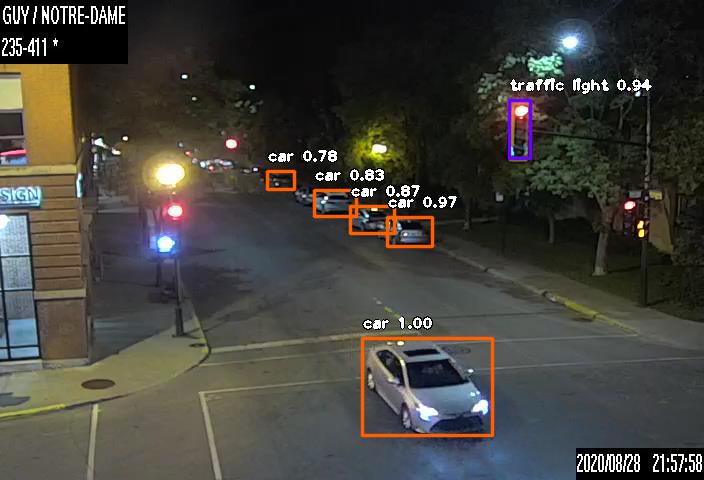 GUY / NOTRE-DAME
235-411 *
traffic light 0.94
car 0.78
car 0.83
car 0.87
car 0.97
SIGN
car 1.00
2020/08/28 21:57:58